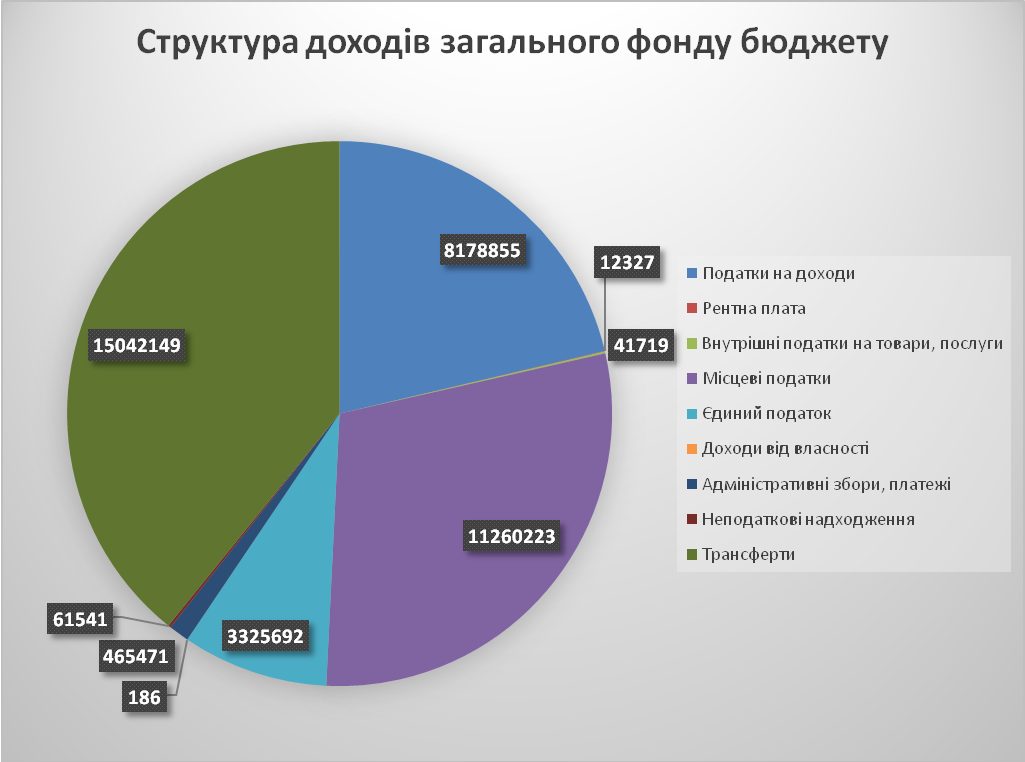 Структура доходів загального фонду бюджету
8178855
12327
41719
15042149
11260223
3325692
61541
465471
186
Податки на доходи
Рентна плата
Внутрішні податки на товари, послуги
Місцеві податки
Єдиний податок
Доходи від власності
Адміністративні збори, платежі
Неподаткові надходження
Трансферти